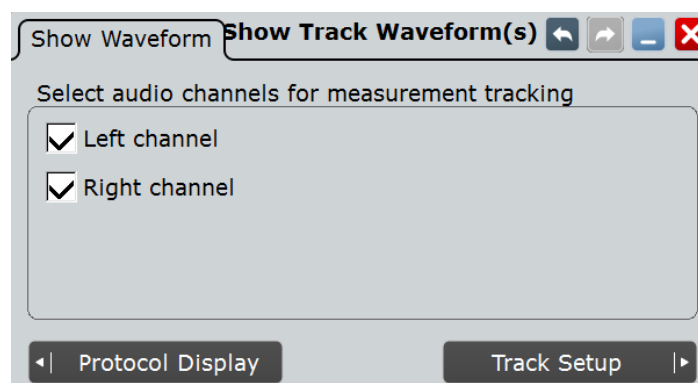 Show Waveform
Show Track Waveform(s)
Select audio channels for measurement tracking
Left channel
Right channel
Protocol Display
Track Setup